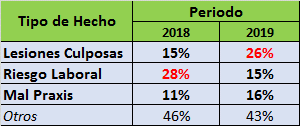 Tipo de Hecho Periodo
2018 2019
Lesiones Culposas 15% 26%
Riesgo Laboral 28% 15%
Mal Praxis 11% 16%
Otros 46% 43%